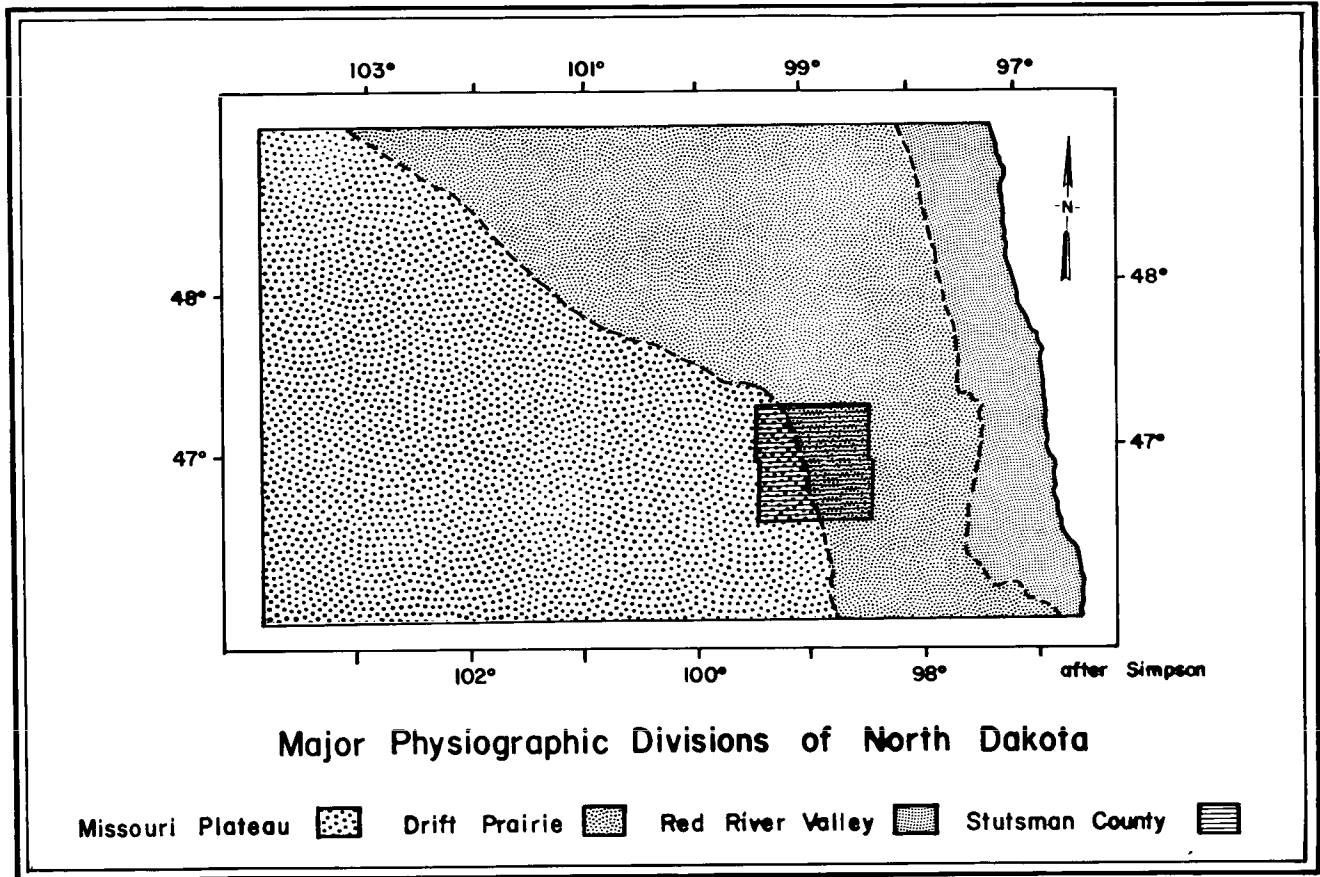 103° 101° 99° 97°
N
48° 48°
47° 47°
102° 100° 98° after Simpson
Major Physiographic Divisions of North Dakota
Missouri Plateau Drift Prairie Red River Valley Stutsman County